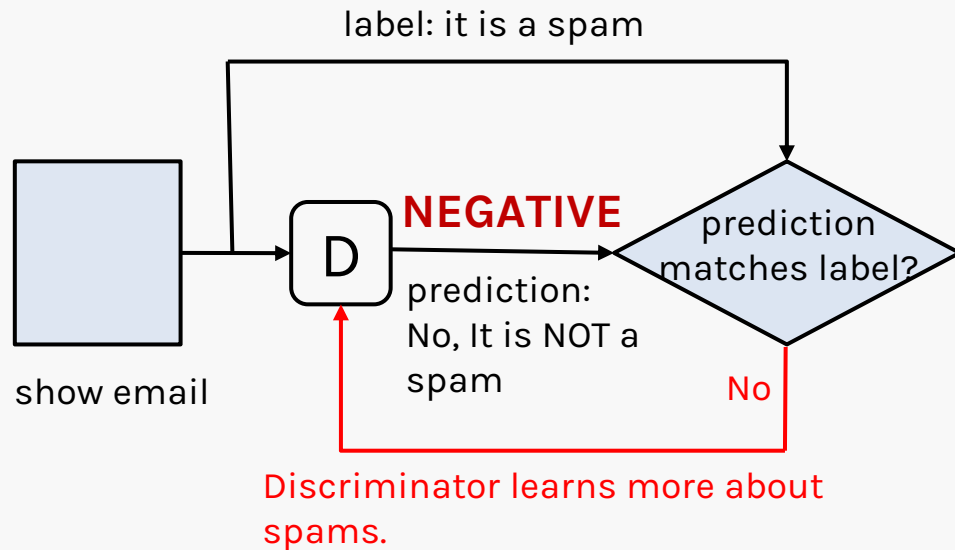 label: it is a spam
NEGATIVE
D
prediction
matches label?
prediction:
No, It is NOT a
spam
show email
No
Discriminator learns more about
spams.